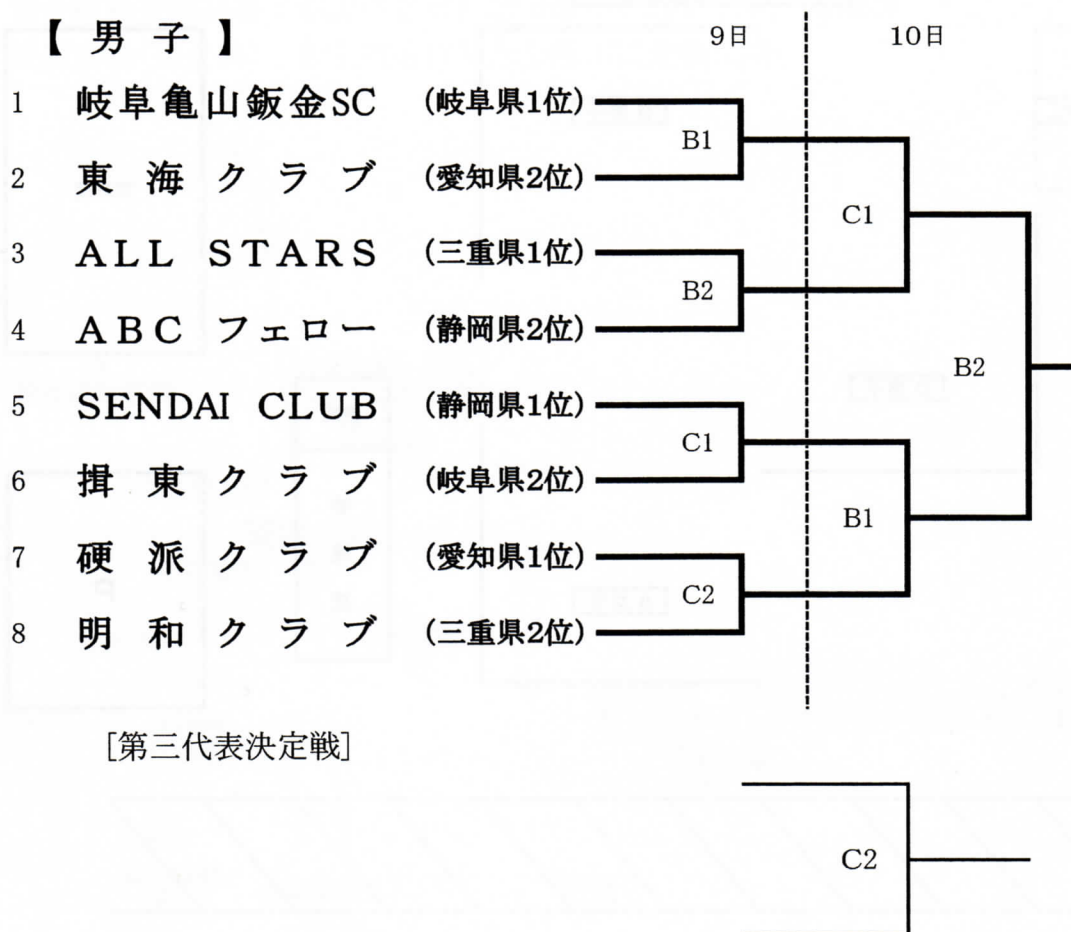 【 男 子 】 9日 10日
1 岐阜亀山鈑金SC (岐阜県1位)
B1
2 東 海 クラブ (愛知県2位)
C1
3 ALL STARS (三重県1位)
B2
4 ABC フェロー (静岡県2位)
B2
5 SENDAI CLUB (静岡県1位)
C1
6 揖 東 クラブ (岐阜県2位)
B1
7 硬 派 クラブ (愛知県1位)
C2
8 明 和 クラブ (三重県2位)
[第三代表決定戦]
C2